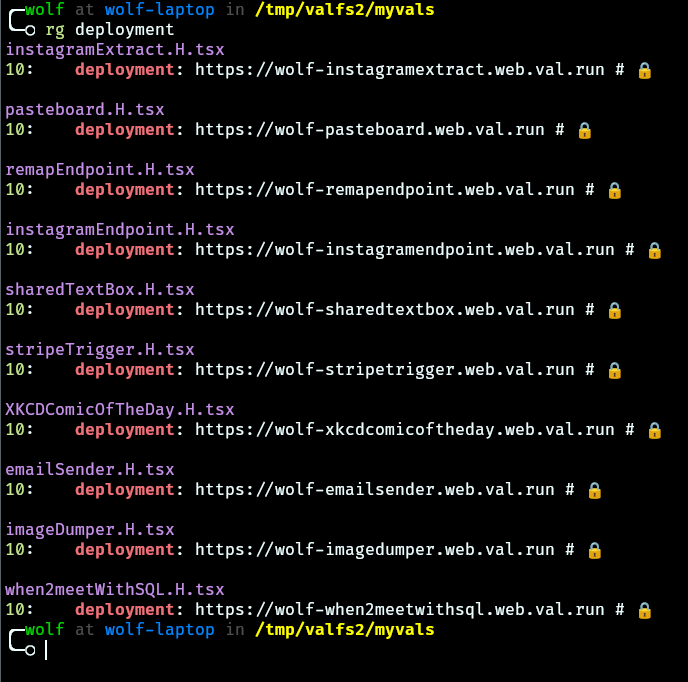 wolf at wolf-laptop in /tmp/valfs2/myvals
rg deployment
instagramExtract.H.tsx
10:    deployment: https://wolf-instagramextract.web.val.run # 🔒
pasteboard.H.tsx
10:    deployment: https://wolf-pasteboard.web.val.run # 🔒
remapEndpoint.H.tsx
10:    deployment: https://wolf-remapendpoint.web.val.run # 🔒
instagramEndpoint.H.tsx
10:    deployment: https://wolf-instagramendpoint.web.val.run # 🔒
sharedTextBox.H.tsx
10:    deployment: https://wolf-sharedtextbox.web.val.run # 🔒
stripeTrigger.H.tsx
10:    deployment: https://wolf-stripetrigger.web.val.run # 🔒
XKCDComicOfTheDay.H.tsx
10:    deployment: https://wolf-xkcdcomicoftheday.web.val.run # 🔒
emailSender.H.tsx
10:    deployment: https://wolf-emailsender.web.val.run # 🔒
imageDumper.H.tsx
10:    deployment: https://wolf-imagedumper.web.val.run # 🔒
when2meetWithSQL.H.tsx
10:    deployment: https://wolf-when2meetwithsql.web.val.run # 🔒
wolf at wolf-laptop in /tmp/valfs2/myvals